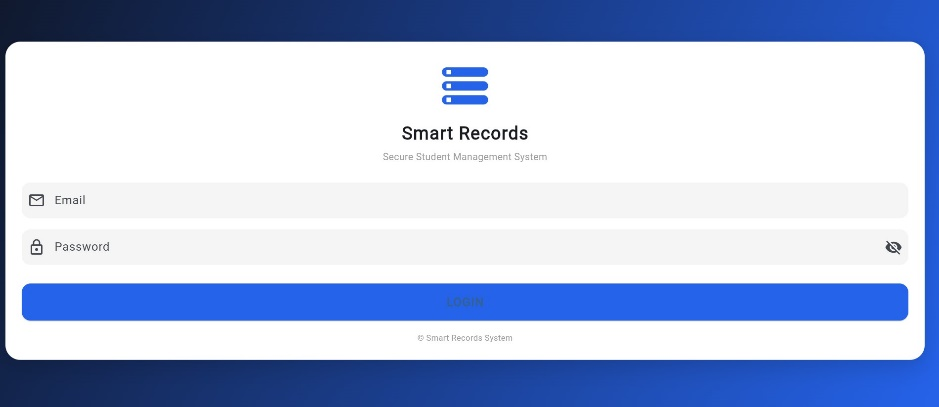 Smart Records
Secure Student Management System
Email
Password
LOGIN
© Smart Records System